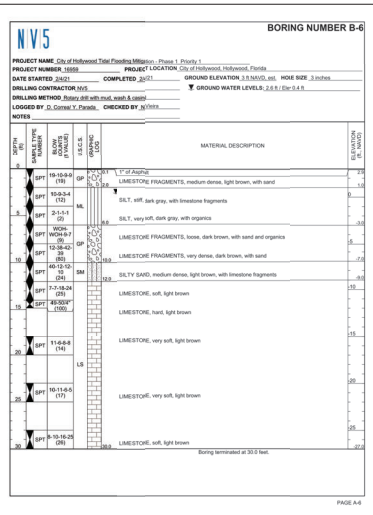 N|V|5
BORING NUMBER B-6
PROJECT NAME City of Hollywood Tidal Flooding Mitigation - Phase 1, Priority 1
PROJECT NUMBER 16959 PROJECT LOCATION City of Hollywood, Hollywood, Florida
DATE STARTED 2/4/21 COMPLETED 2/4/21 GROUND ELEVATION 3 ft NAVD, est. HOLE SIZE 3 inches
DRILLING CONTRACTOR NV5 GROUND WATER LEVELS: 2.6 ft / Elev 0.4 ft
DRILLING METHOD Rotary drill with mud, wash & casing
LOGGED BY D. Correa/ Y. Parada CHECKED BY N.Vieira
NOTES
DEPTH (ft) SAMPLE TYPE NUMBER BLOW COUNTS (N VALUE) U.S.C.S. GRAPHIC LOG MATERIAL DESCRIPTION ELEVATION (ft., NAVD)
0
0.1 1" of Asphalt 2.9
SPT 19-10-9-9 (19) GP LIMESTONE FRAGMENTS, medium dense, light brown, with sand
2.0 1.0
SPT 10-9-3-4 (12) SILT, stiff, dark gray, with limestone fragments 0
ML
5 SPT 2-1-1-1 (2) SILT, very soft, dark gray, with organics
6.0 -3.0
SPT WOH-WOH-9-7 (9) LIMESTONE FRAGMENTS, loose, dark brown, with sand and organics
GP -5
SPT 12-38-42-39 (80) LIMESTONE FRAGMENTS, very dense, dark brown, with sand
10 10.0 -7.0
SPT 40-12-12-10 (24) SM SILTY SAND, medium dense, light brown, with limestone fragments
12.0 -9.0
SPT 7-7-18-24 (25) LIMESTONE, soft, light brown -10
15 SPT 49-50/4" (100) LIMESTONE, hard, light brown
-15
SPT 11-6-8-8 (14) LIMESTONE, very soft, light brown
20
LS
-20
SPT 10-11-6-5 (17) LIMESTONE, very soft, light brown
25
-25
SPT 8-10-16-25 (26) LIMESTONE, soft, light brown
30 30.0 -27.0
Boring terminated at 30.0 feet.
PAGE A-6